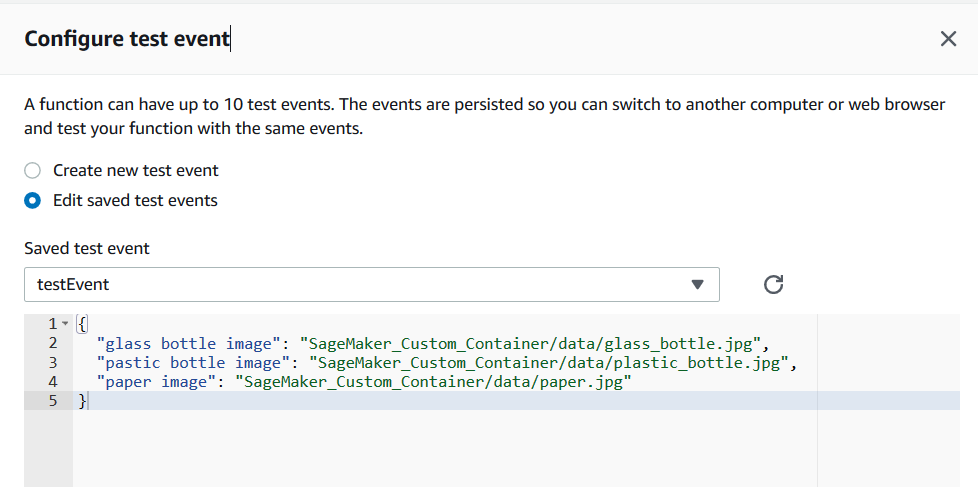 Configure test event
A function can have up to 10 test events. The events are persisted so you can switch to another computer or web browser
and test your function with the same events.
Create new test event
Edit saved test events
Saved test event
testEvent
1 {
2 "glass bottle image": "SageMaker_Custom_Container/data/glass_bottle.jpg",
3 "pastic bottle image": "SageMaker_Custom_Container/data/plastic_bottle.jpg",
4 "paper image": "SageMaker_Custom_Container/data/paper.jpg"
5 }